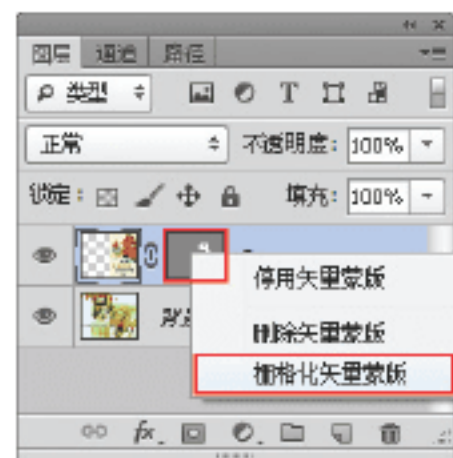 图层 通道 路径
类型
正常 不透明度: 100%
锁定: 填充: 100%
停用矢量蒙版
背
删除矢量蒙版
栅格化矢量蒙版
fx